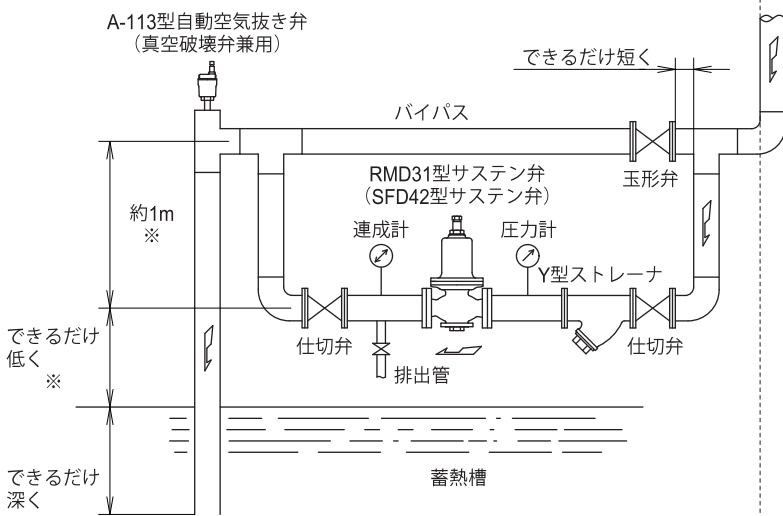 A-113型自動空気抜き弁
（真空破壊弁兼用）
できるだけ短く
バイパス
玉形弁
RMD31型サステン弁
（SFD42型サステン弁）
約1m
※
連成計
圧力計
Y型ストレーナ
仕切弁
仕切弁
排出管
できるだけ
低く
※
できるだけ
深く
蓄熱槽